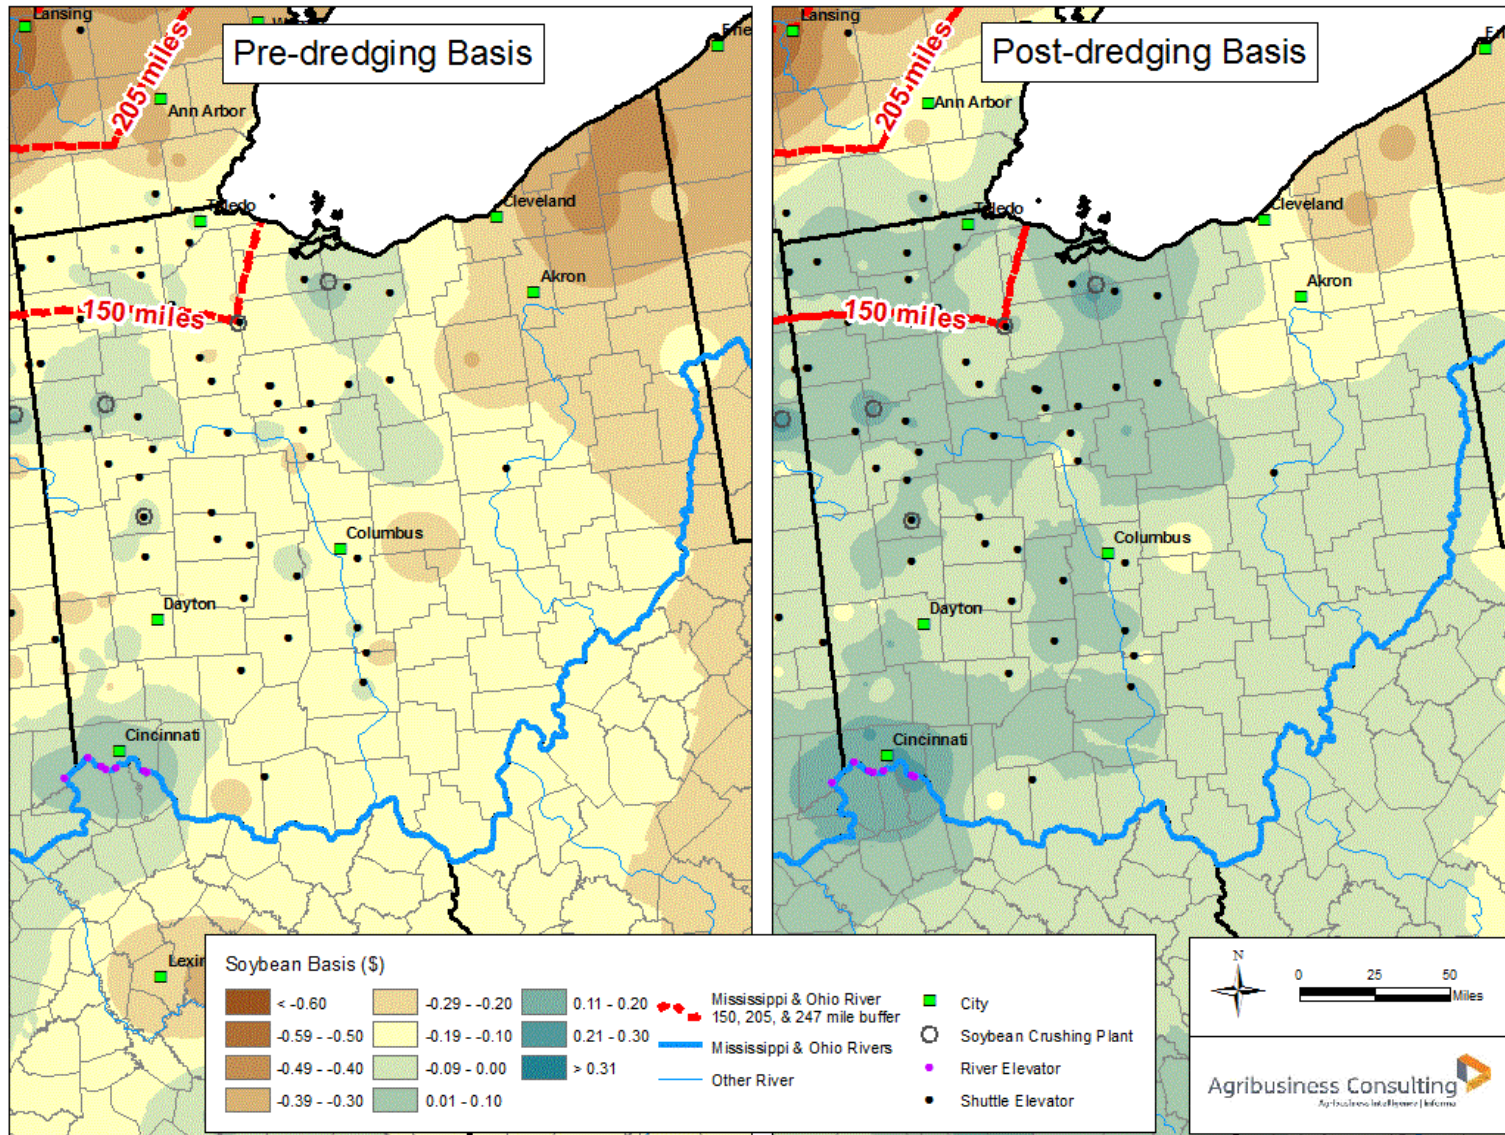 Pre-dredging Basis
Lansing
205 miles
Ann Arbor
Toledo
Cleveland
Akron
150 miles
Columbus
Dayton
Cincinnati
Post-dredging Basis
Lansing
205 miles
Ann Arbor
Toledo
Cleveland
Akron
150 miles
Columbus
Dayton
Cincinnati
Soybean Basis ($)
< -0.60
-0.59 - -0.50
-0.49 - -0.40
-0.39 - -0.30
-0.29 - -0.20
-0.19 - -0.10
-0.09 - 0.00
0.01 - 0.10
0.11 - 0.20
0.21 - 0.30
> 0.31
Mississippi & Ohio River
150, 205, & 247 mile buffer
Mississippi & Ohio Rivers
Other River
City
Soybean Crushing Plant
River Elevator
Shuttle Elevator
N
0 25 50
Miles
Agribusiness Consulting
Agribusiness Intelligence | Informa